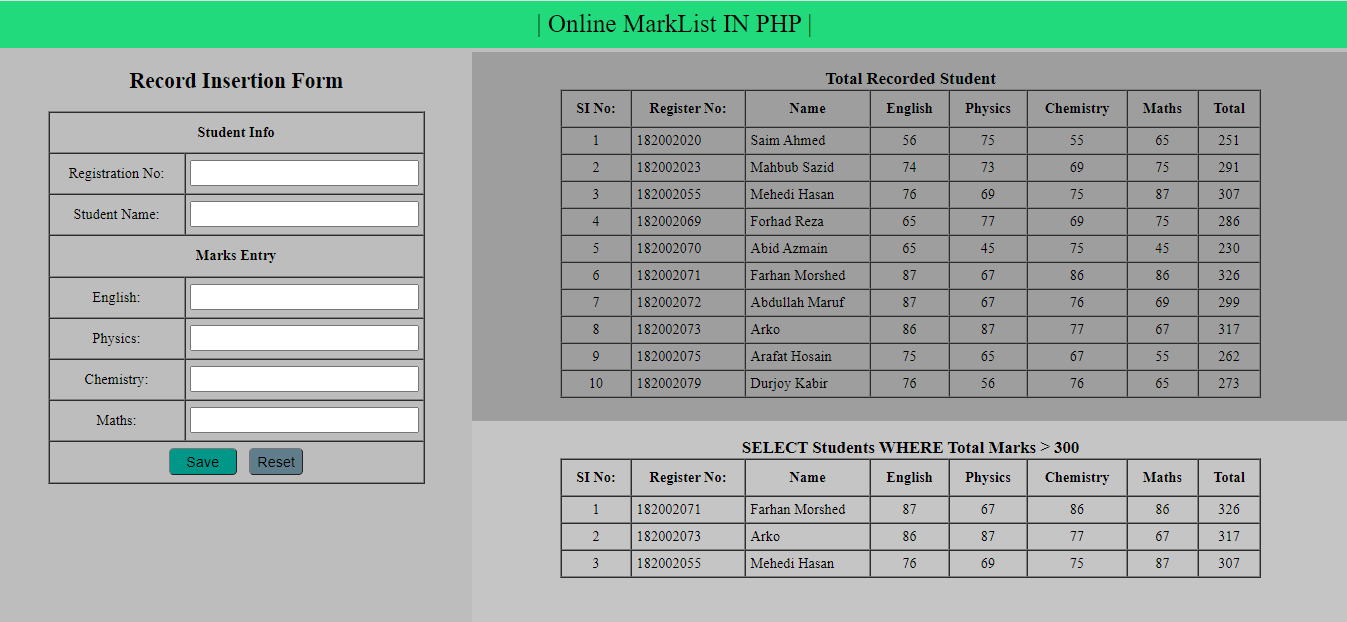 | Online MarkList IN PHP |
Record Insertion Form
Student Info
Registration No:
Student Name:
Marks Entry
English:
Physics:
Chemistry:
Maths:
Save Reset
Total Recorded Student
SI No: Register No: Name English Physics Chemistry Maths Total
1 182002020 Saim Ahmed 56 75 55 65 251
2 182002023 Mahbub Sazid 74 73 69 75 291
3 182002055 Mehedi Hasan 76 69 75 87 307
4 182002069 Forhad Reza 65 77 69 75 286
5 182002070 Abid Azmain 65 45 75 45 230
6 182002071 Farhan Morshed 87 67 86 86 326
7 182002072 Abdullah Maruf 87 67 76 69 299
8 182002073 Arko 86 87 77 67 317
9 182002075 Arafat Hosain 75 65 67 55 262
10 182002079 Durjoy Kabir 76 56 76 65 273
SELECT Students WHERE Total Marks > 300
SI No: Register No: Name English Physics Chemistry Maths Total
1 182002071 Farhan Morshed 87 67 86 86 326
2 182002073 Arko 86 87 77 67 317
3 182002055 Mehedi Hasan 76 69 75 87 307